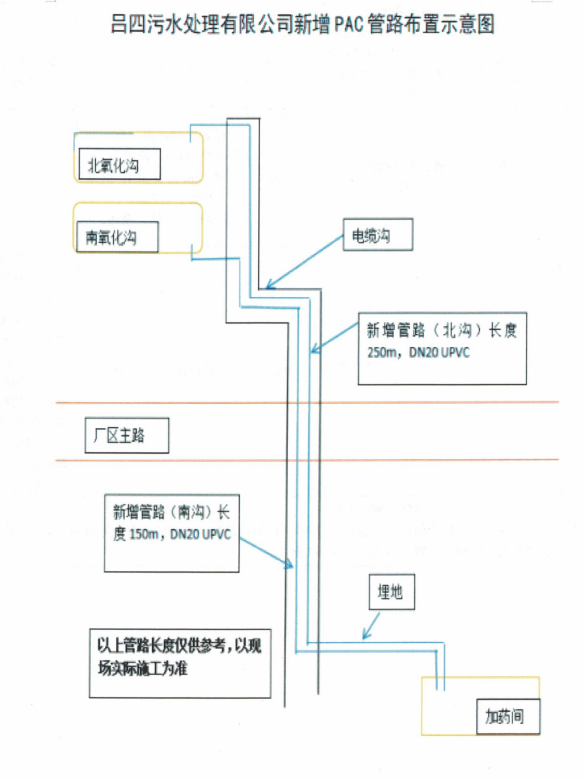 吕四污水处理有限公司新增PAC管路布置示意图
北氧化沟
南氧化沟
电缆沟
新增管路（北沟）长度
250m，DN20 UPVC
厂区主路
新增管路（南沟）长
度150m，DN20 UPVC
埋地
以上管路长度仅供参考，以现
场实际施工为准
加药间